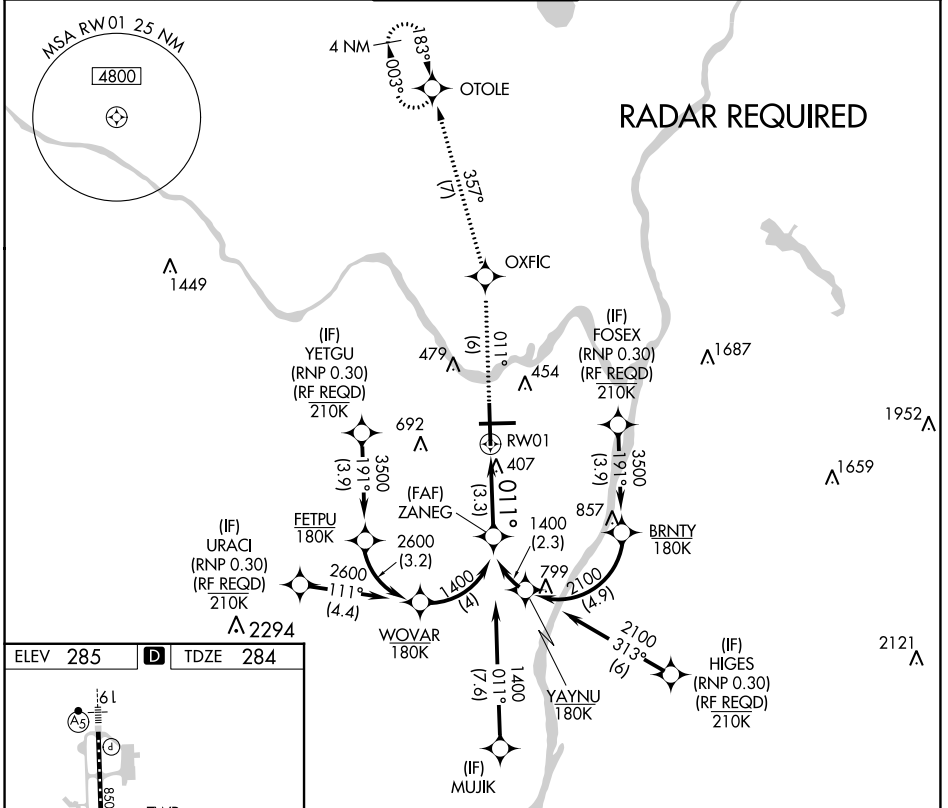 MSA RW01 25 NM
4800
4 NM
183°
003°
OTOLE
RADAR REQUIRED
357°
(7)
OXFIC
1449
011°
(6)
(IF)
YETGU
(RNP 0.30)
(RF REQD)
210K
479
454
(IF)
FOSEX
(RNP 0.30)
(RF REQD)
210K
1687
1952
692
RW01
407
1659
3500
191°
(3.9)
3500
191°
(3.9)
011°
(3.3)
(FAF)
ZANEG
857
BRNTY
180K
FETPU
180K
2600
(3.2)
1400
(2.3)
(IF)
URACI
(RNP 0.30)
(RF REQD)
210K
2600
111°
(4.4)
1400
(4)
799
2100
(4.9)
WOVAR
180K
2294
2100
313°
(6)
(IF)
HIGES
(RNP 0.30)
(RF REQD)
210K
2121
YAYNU
180K
1400
011°
(7.6)
(IF)
MUJIK
ELEV 285 D TDZE 284
19
A5
P
850